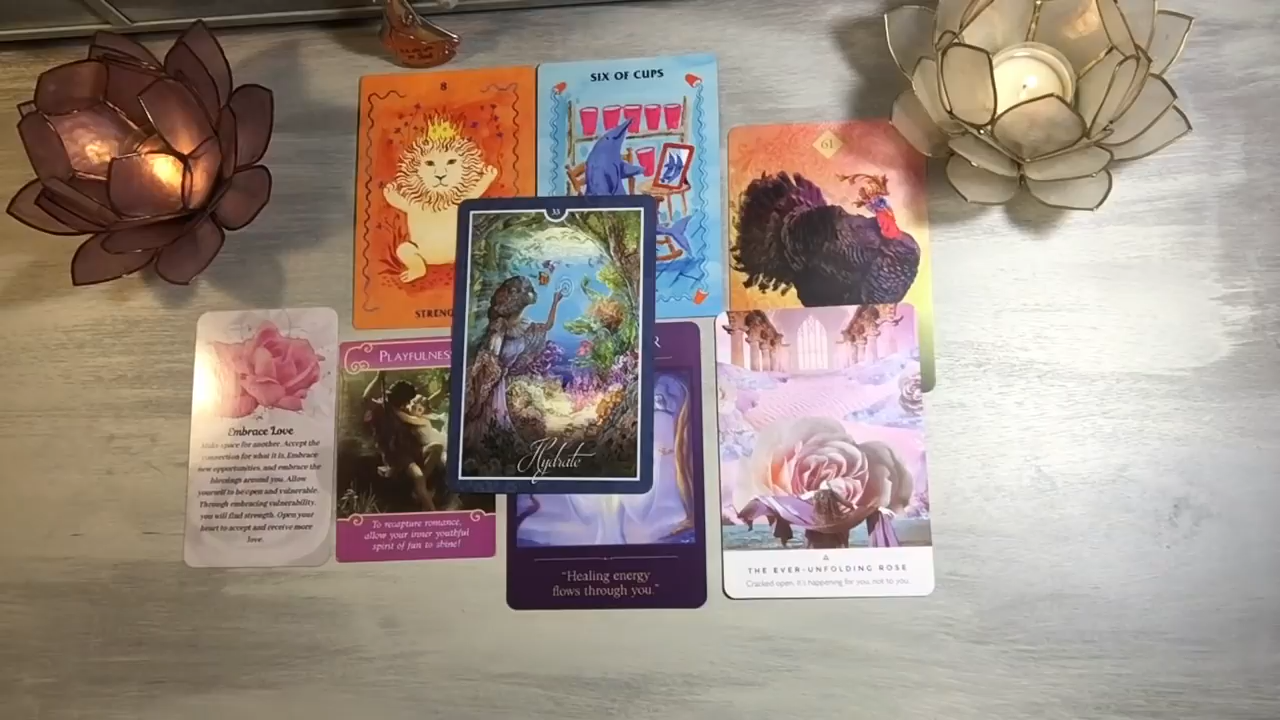 8
SIX OF CUPS
61
33
STRENG
Embrace Love
Make space for another. Accept the
connection for what it is. Embrace
new opportunities, and embrace the
blessings around you. Allow
yourself to be open and vulnerable.
Through embracing vulnerability,
you will find strength. Open your
heart to accept and receive more
love.
PLAYFULNESS
To recapture romance,
allow your inner youthful
spirit of fun to shine!
R
Hydrate
"Healing energy
flows through you."
THE EVER-UNFOLDING ROSE
Cracked open. It's happening for you, not to you.